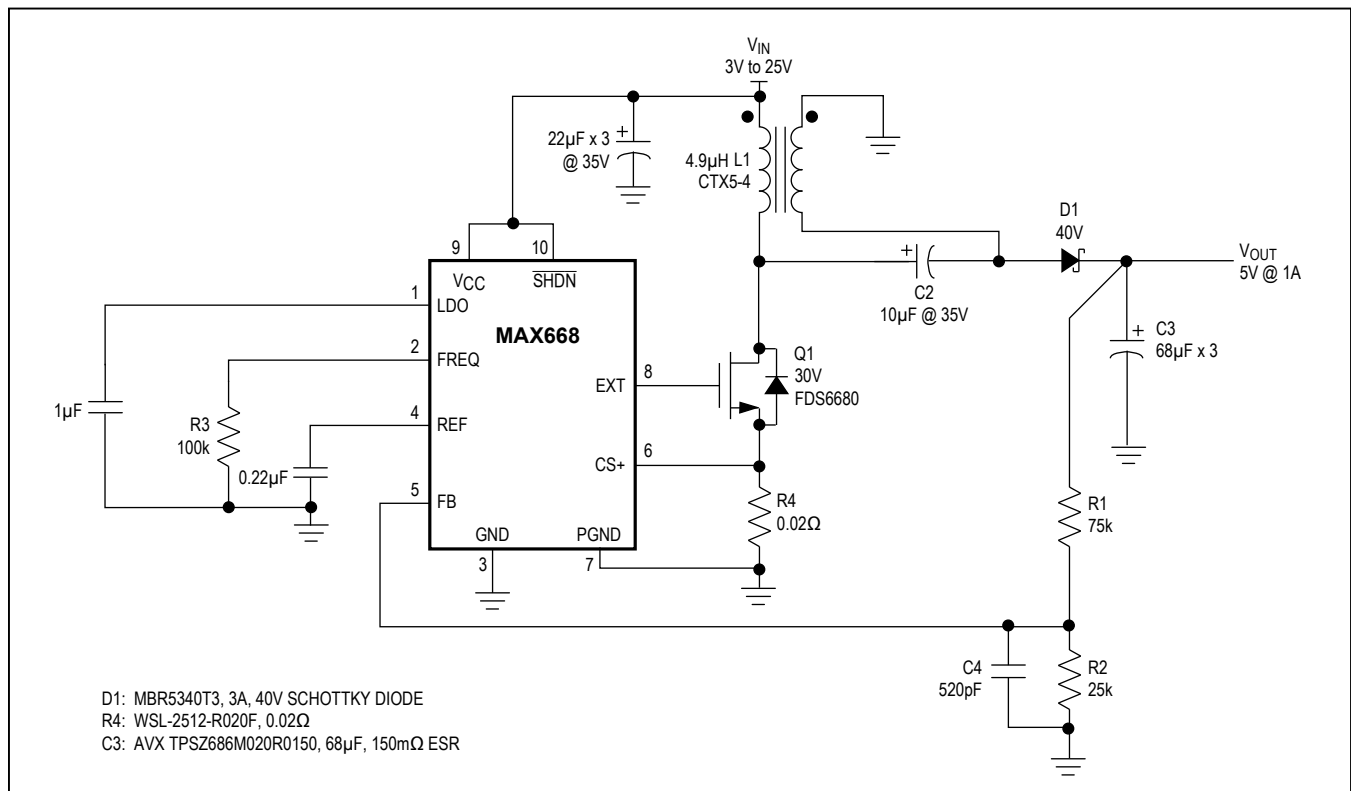 VIN
3V to 25V
22µF x 3
@ 35V
+
4.9µH L1
CTX5-4
D1
40V
VOUT
5V @ 1A
+
C2
10µF @ 35V
C3
68µF x 3
+
9
10
VCC
SHDN
1
LDO
MAX668
2
FREQ
Q1
30V
FDS6680
8
EXT
1µF
R3
100k
4
REF
0.22µF
6
CS+
5
FB
R4
0.02Ω
R1
75k
GND
PGND
3
7
C4
520pF
R2
25k
D1: MBR5340T3, 3A, 40V SCHOTTKY DIODE
R4: WSL-2512-R020F, 0.02Ω
C3: AVX TPSZ686M020R0150, 68µF, 150mΩ ESR